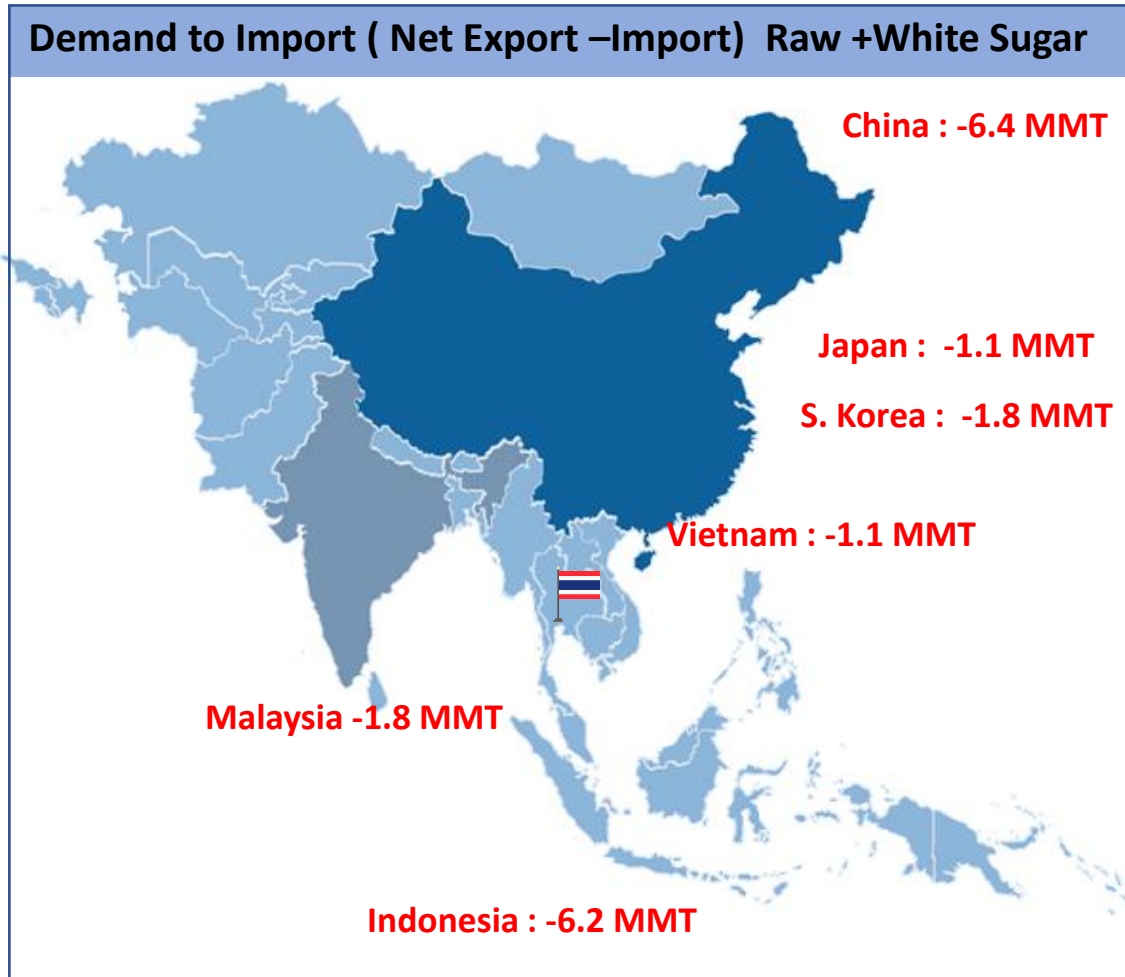 Demand to Import ( Net Export –Import)  Raw +White Sugar
China : -6.4 MMT
Japan :  -1.1 MMT
S. Korea :  -1.8 MMT
Vietnam : -1.1 MMT
Malaysia -1.8 MMT
Indonesia : -6.2 MMT